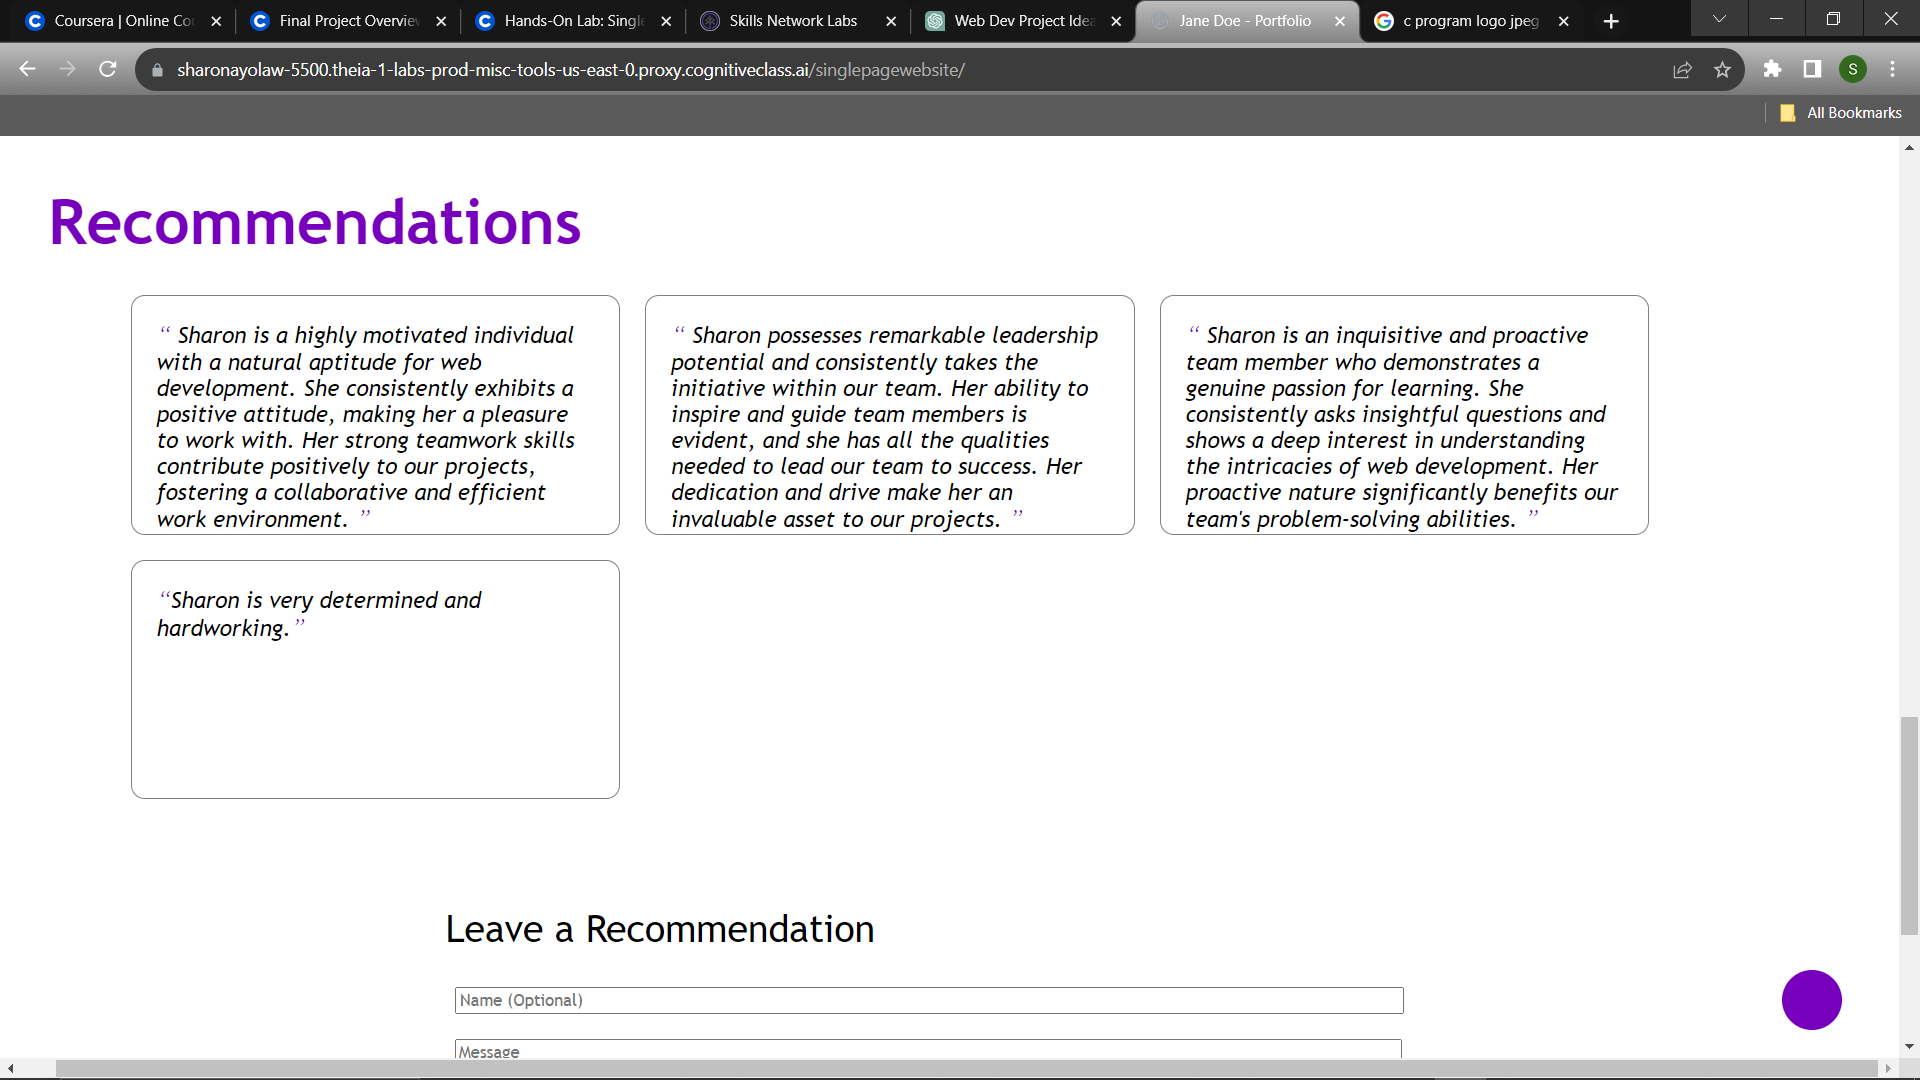 Coursera | Online Co
Final Project Overvie
Hands-On Lab: Single
Skills Network Labs
Web Dev Project Idea
Jane Doe - Portfolio
c program logo jpeg
sharonayolaw-5500.theia-1-labs-prod-misc-tools-us-east-0.proxy.cognitiveclass.ai/singlepagewebsite/
S
All Bookmarks
Recommendations
“ Sharon is a highly motivated individual
with a natural aptitude for web
development. She consistently exhibits a
positive attitude, making her a pleasure
to work with. Her strong teamwork skills
contribute positively to our projects,
fostering a collaborative and efficient
work environment. ”
“ Sharon possesses remarkable leadership
potential and consistently takes the
initiative within our team. Her ability to
inspire and guide team members is
evident, and she has all the qualities
needed to lead our team to success. Her
dedication and drive make her an
invaluable asset to our projects. ”
“ Sharon is an inquisitive and proactive
team member who demonstrates a
genuine passion for learning. She
consistently asks insightful questions and
shows a deep interest in understanding
the intricacies of web development. Her
proactive nature significantly benefits our
team's problem-solving abilities. ”
“Sharon is very determined and
hardworking.”
Leave a Recommendation
Name (Optional)
Message